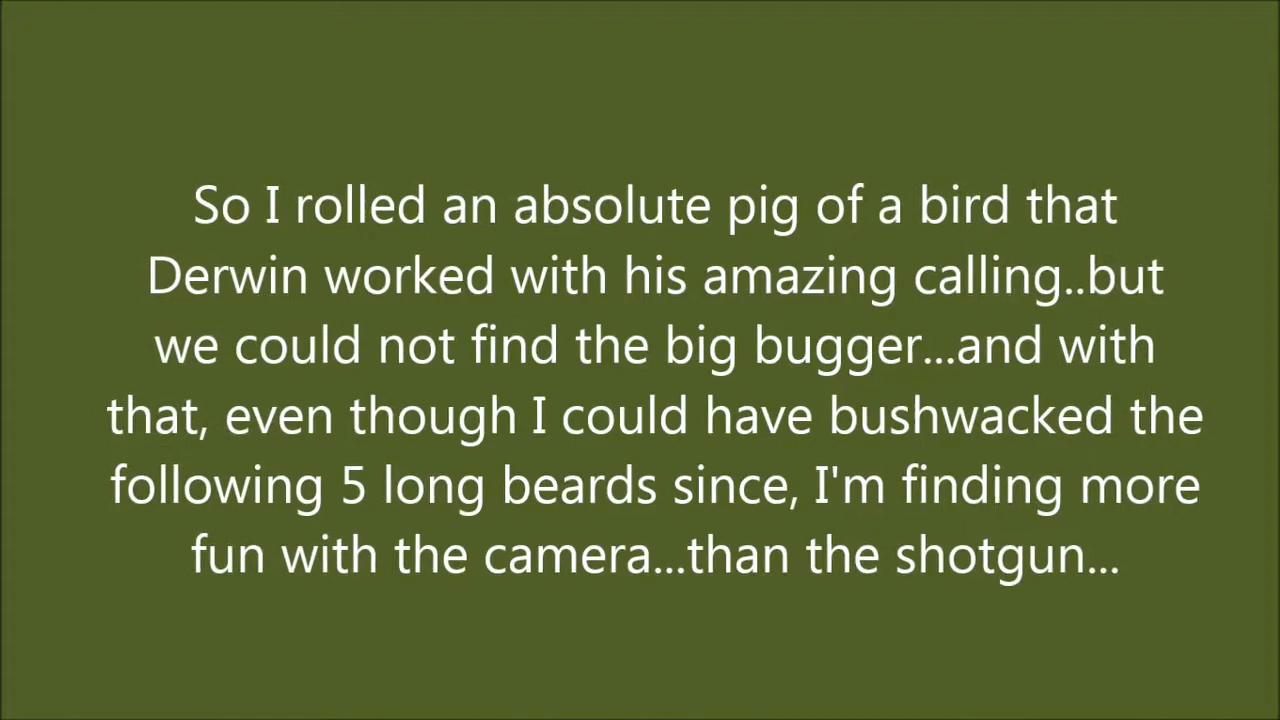 So I rolled an absolute pig of a bird that
Derwin worked with his amazing calling..but
we could not find the big bugger...and with
that, even though I could have bushwacked the
following 5 long beards since, I'm finding more
fun with the camera...than the shotgun...